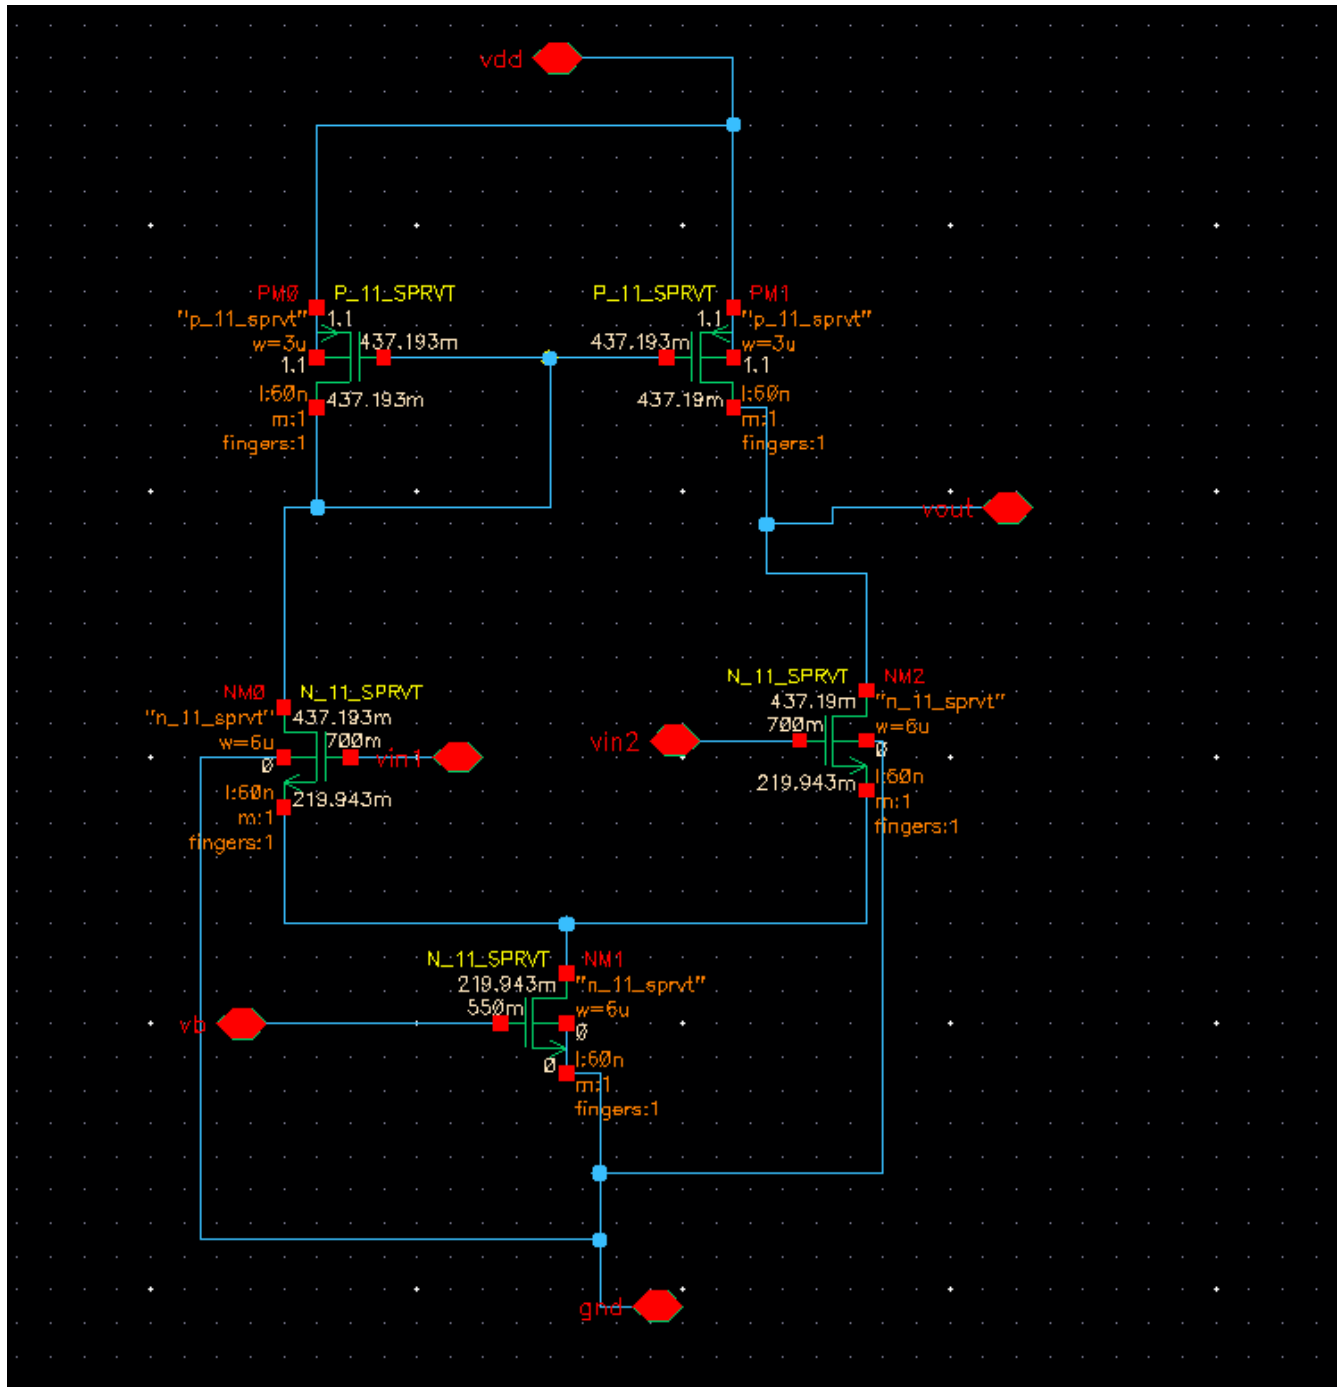 vdd
PM0 P_11_SPRVT
"p_11_sprvt" 1.1
w=3u 437.193m
1.1
l:60n 437.193m
m:1
fingers:1
P_11_SPRVT PM1
1.1 "p_11_sprvt"
437.193m w=3u
1.1
437.19m l:60n
m:1
fingers:1
vout
NM0 N_11_SPRVT
"n_11_sprvt" 437.193m
w=6u 700m vin1
0
l:60n 219.943m
m:1
fingers:1
N_11_SPRVT NM2
437.19m "n_11_sprvt"
vin2 700m w=6u
0
219.943m l:60n
m:1
fingers:1
N_11_SPRVT NM1
219.943m "n_11_sprvt"
vb 550m w=6u
0
0 l:60n
m:1
fingers:1
gnd